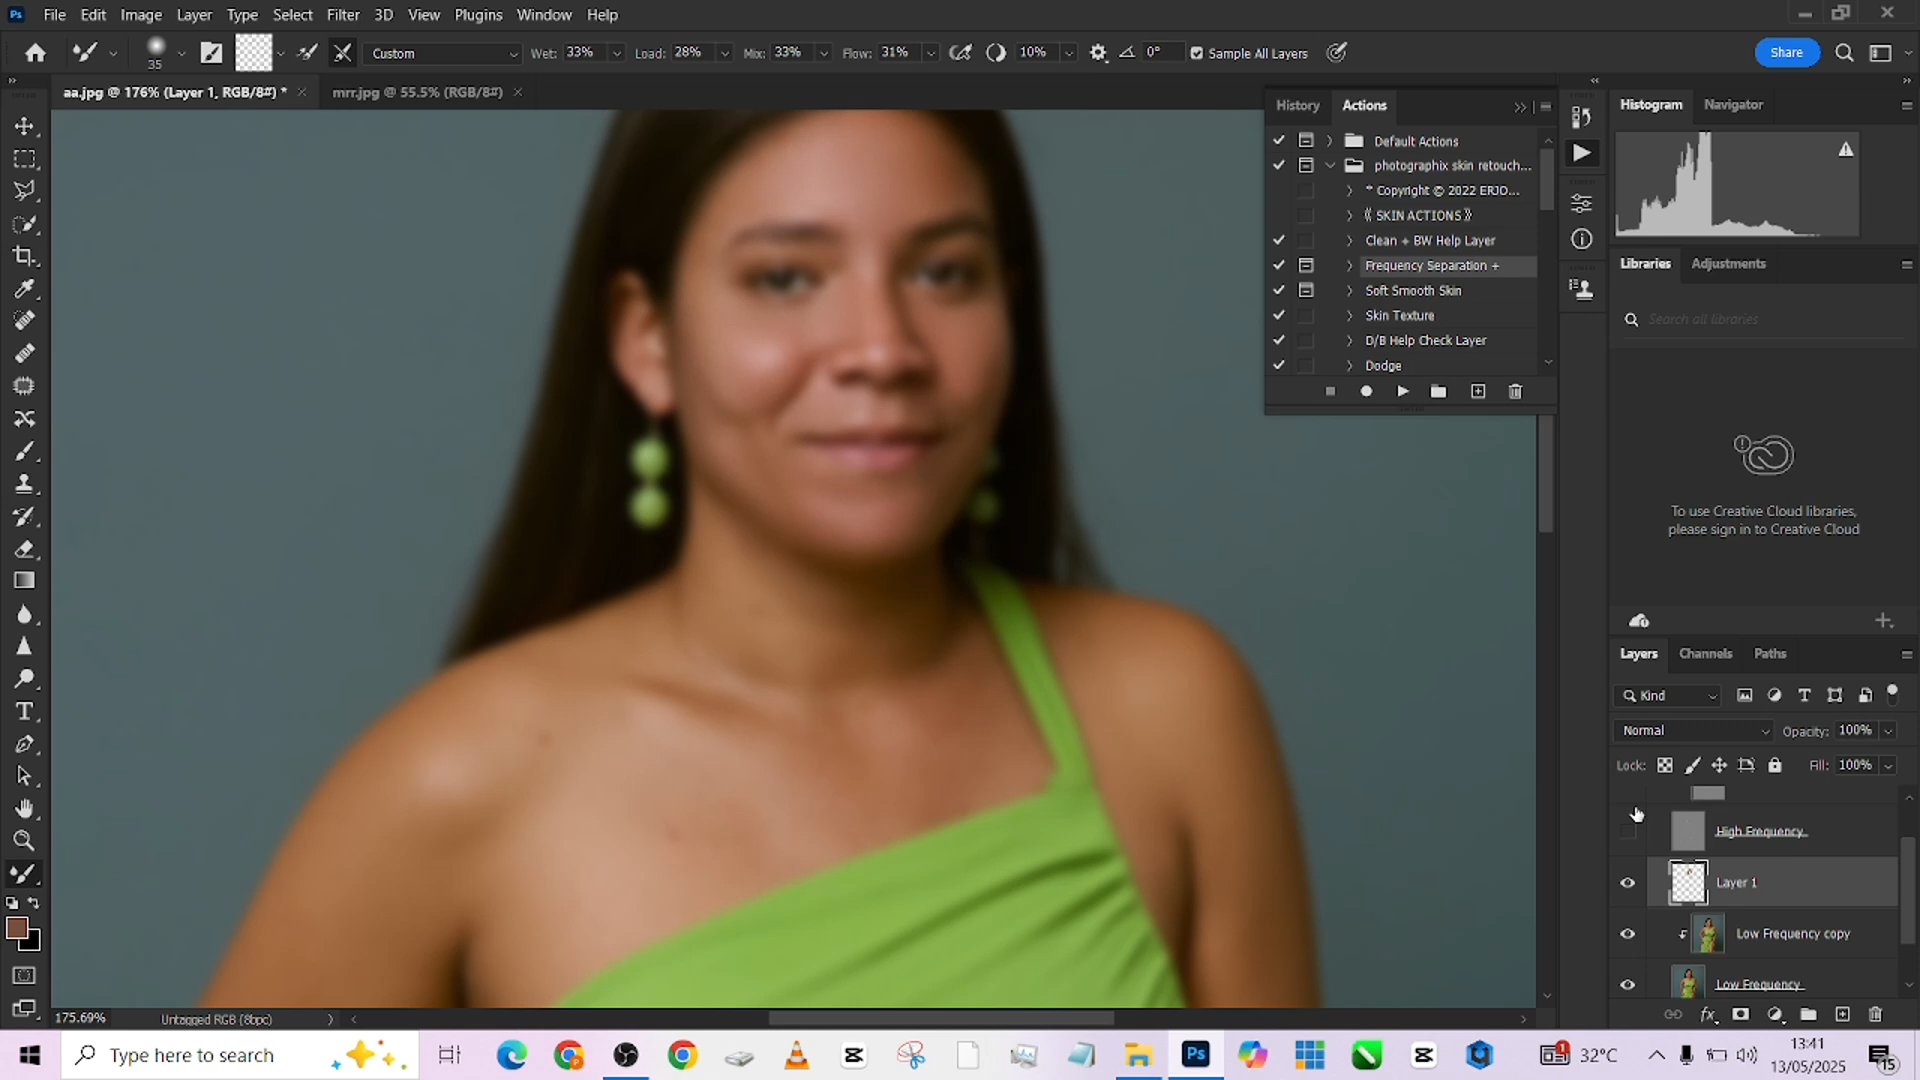 File Edit Image Layer Type Select Filter 3D View Plugins Window Help
35 Custom Wet: 33% Load: 28% Mix: 33% Flow: 31% 10% 0° Sample All Layers Share
aa.jpg @ 176% (Layer 1, RGB/8#) * mrr.jpg @ 55.5% (RGB/8#)
History Actions
Default Actions
photographix skin retouch...
* Copyright © 2022 ERJO...
⟪ SKIN ACTIONS ⟫
Clean + BW Help Layer
Frequency Separation +
Soft Smooth Skin
Skin Texture
D/B Help Check Layer
Dodge
Histogram Navigator
Libraries Adjustments
Search all libraries
To use Creative Cloud libraries,
please sign in to Creative Cloud
Layers Channels Paths
Kind
Normal Opacity: 100%
Lock: Fill: 100%
High Frequency
Layer 1
Low Frequency copy
Low Frequency
175.69% Untagged RGB (8bpc)
Type here to search
32°C
13:41
13/05/2025
15